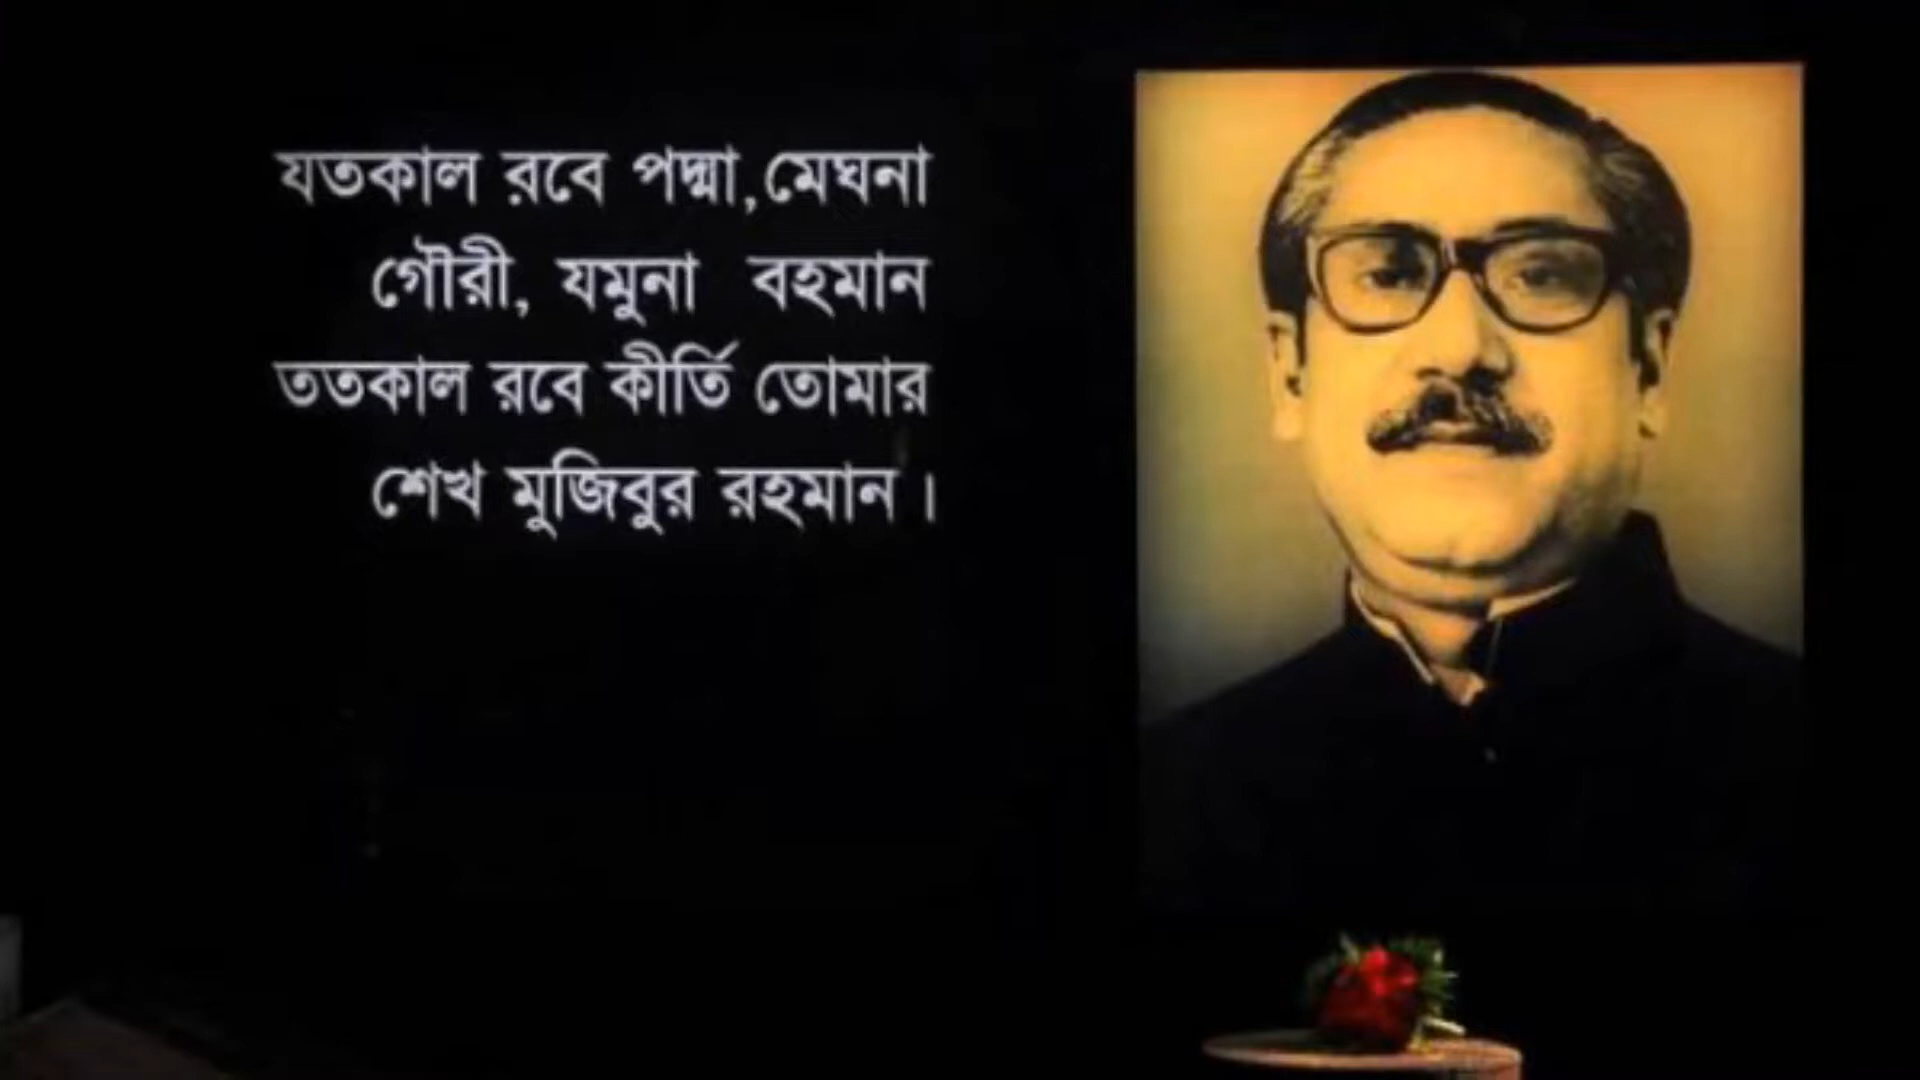 যতকাল রবে পদ্মা,মেঘনা
গৌরী, যমুনা বহমান
ততকাল রবে কীর্তি তোমার
শেখ মুজিবুর রহমান।